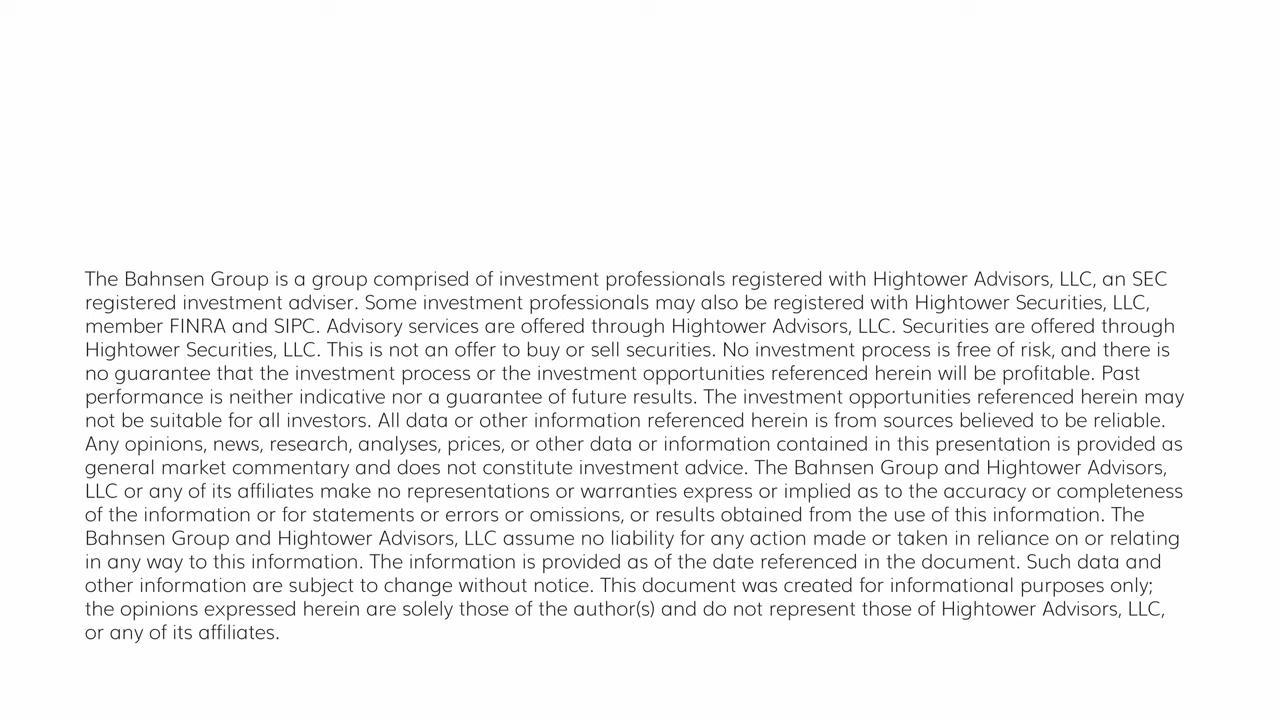 The Bahnsen Group is a group comprised of investment professionals registered with Hightower Advisors, LLC, an SEC
registered investment adviser. Some investment professionals may also be registered with Hightower Securities, LLC,
member FINRA and SIPC. Advisory services are offered through Hightower Advisors, LLC. Securities are offered through
Hightower Securities, LLC. This is not an offer to buy or sell securities. No investment process is free of risk, and there is
no guarantee that the investment process or the investment opportunities referenced herein will be profitable. Past
performance is neither indicative nor a guarantee of future results. The investment opportunities referenced herein may
not be suitable for all investors. All data or other information referenced herein is from sources believed to be reliable.
Any opinions, news, research, analyses, prices, or other data or information contained in this presentation is provided as
general market commentary and does not constitute investment advice. The Bahnsen Group and Hightower Advisors,
LLC or any of its affiliates make no representations or warranties express or implied as to the accuracy or completeness
of the information or for statements or errors or omissions, or results obtained from the use of this information. The
Bahnsen Group and Hightower Advisors, LLC assume no liability for any action made or taken in reliance on or relating
in any way to this information. The information is provided as of the date referenced in the document. Such data and
other information are subject to change without notice. This document was created for informational purposes only;
the opinions expressed herein are solely those of the author(s) and do not represent those of Hightower Advisors, LLC,
or any of its affiliates.